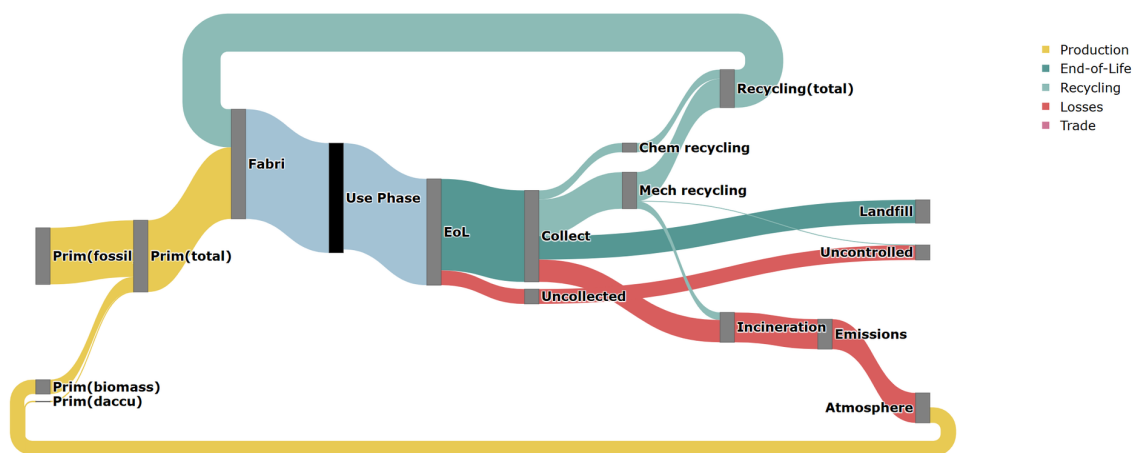 Production
End-of-Life
Recycling
Losses
Trade
Recycling(total)
Chem recycling
Fabri
Mech recycling
Use Phase
Landfill
EoL
Collect
Prim(fossil
Prim(total)
Uncontrolled
Uncollected
Incineration
Emissions
Prim(biomass)
Prim(daccu)
Atmosphere